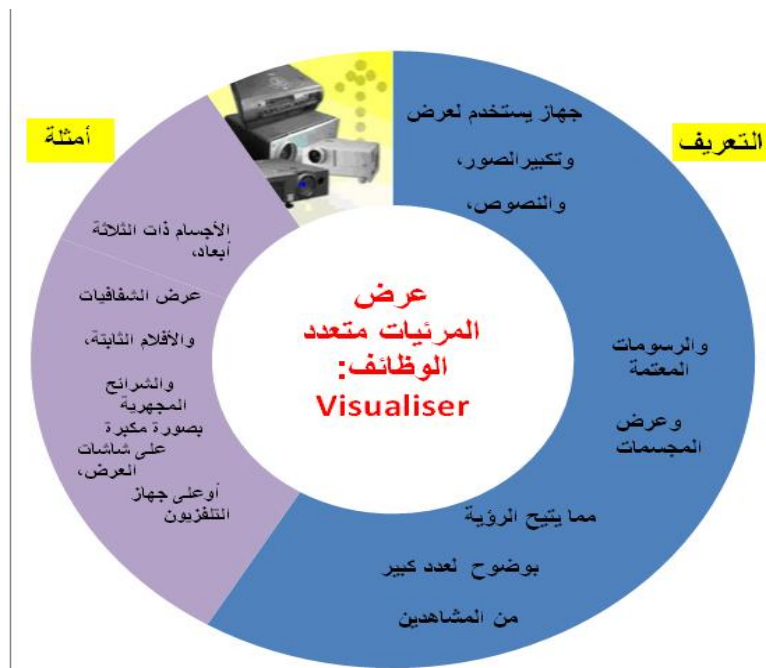 التعريف
جهاز يستخدم لعرض
وتكبيرالصور،
والنصوص،
والرسومات
المعتمة
وعرض
المجسمات
مما يتيح الرؤية
بوضوح لعدد كبير
من المشاهدين
عرض
المرئيات متعدد
الوظائف:
Visualiser
أمثلة
الأجسام ذات الثلاثة
أبعاد،
عرض الشفافيات
والأفلام الثابتة،
والشرائح
المجهرية
بصورة مكبرة
على شاشات
العرض،
أوعلى جهاز
التلفزيون